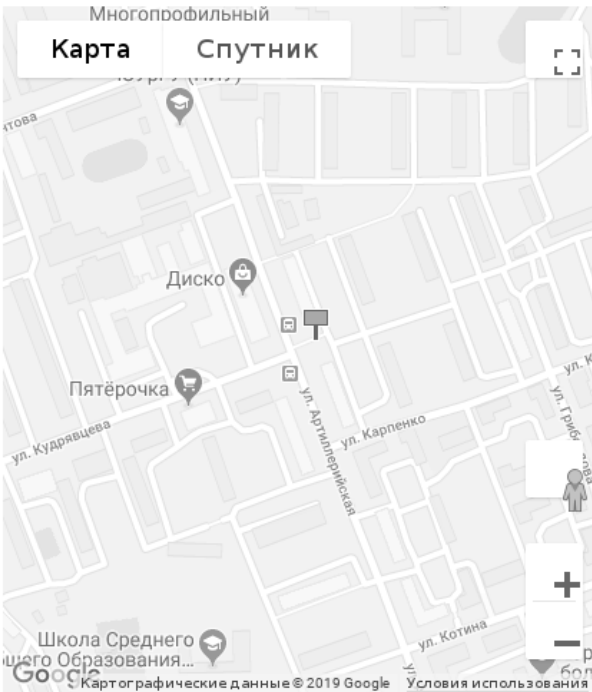 Многопрофильный
Карта
Спутник
Диско
Пятёрочка
ул. Кудрявцева
ул. Артиллерийская
ул. Карпенко
ул. К
ул. Котина
Школа Среднего
Образования...
Google
Картографические данные © 2019 Google
Условия использования